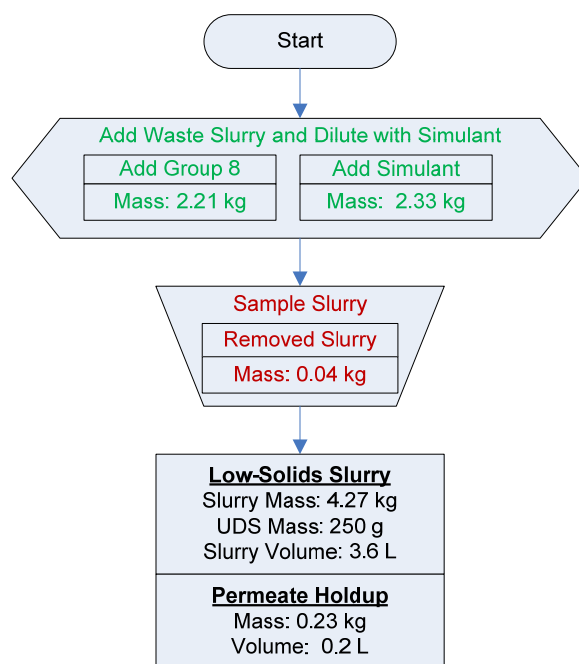 Start
Add Waste Slurry and Dilute with Simulant
Add Group 8
Mass: 2.21 kg
Add Simulant
Mass:  2.33 kg
Sample Slurry
Removed Slurry
Mass: 0.04 kg
Low-Solids Slurry
Slurry Mass: 4.27 kg
UDS Mass: 250 g
Slurry Volume: 3.6 L
Permeate Holdup
Mass: 0.23 kg
Volume:  0.2 L